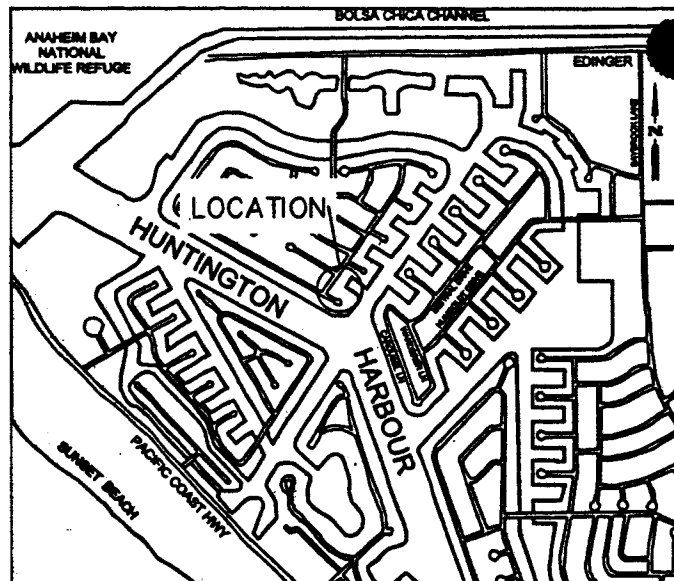 BOLSA CHICA CHANNEL
ANAHEIM BAY
NATIONAL
WILDLIFE REFUGE
EDINGER
N
LOCATION
HUNTINGTON
HARBOUR
PACIFIC COAST HWY
SUNSET BEACH